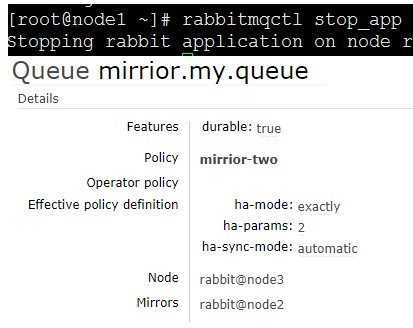 [root@node1 ~]# rabbitmqctl stop_app
Stopping rabbit application on node r
Queue mirrior.my.queue
Details
Features durable: true
Policy mirrior-two
Operator policy
Effective policy definition ha-mode: exactly
ha-params: 2
ha-sync-mode: automatic
Node rabbit@node3
Mirrors rabbit@node2